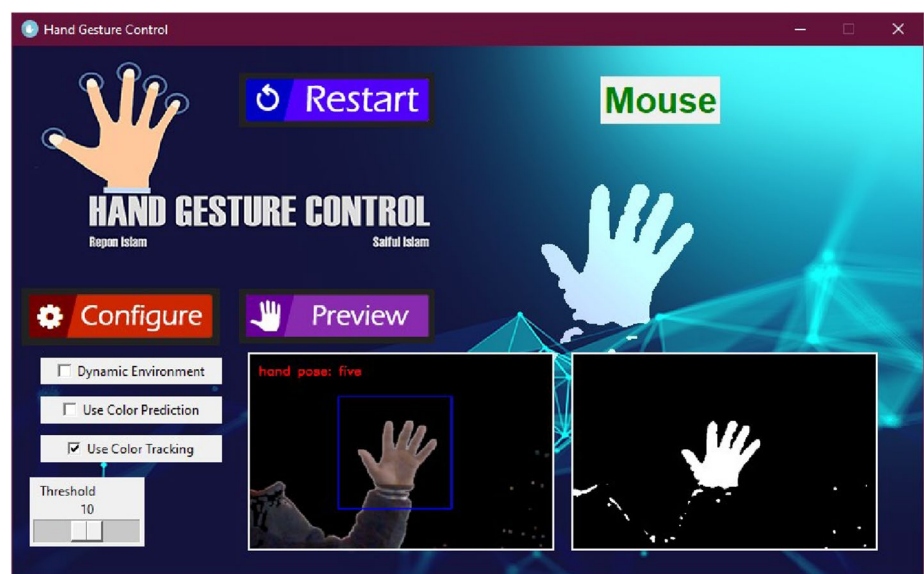 Hand Gesture Control
Restart
Mouse
HAND GESTURE CONTROL
Repon Islam
Saiful Islam
Configure
Preview
Dynamic Environment
Use Color Prediction
Use Color Tracking
Threshold
10
hand pose: five